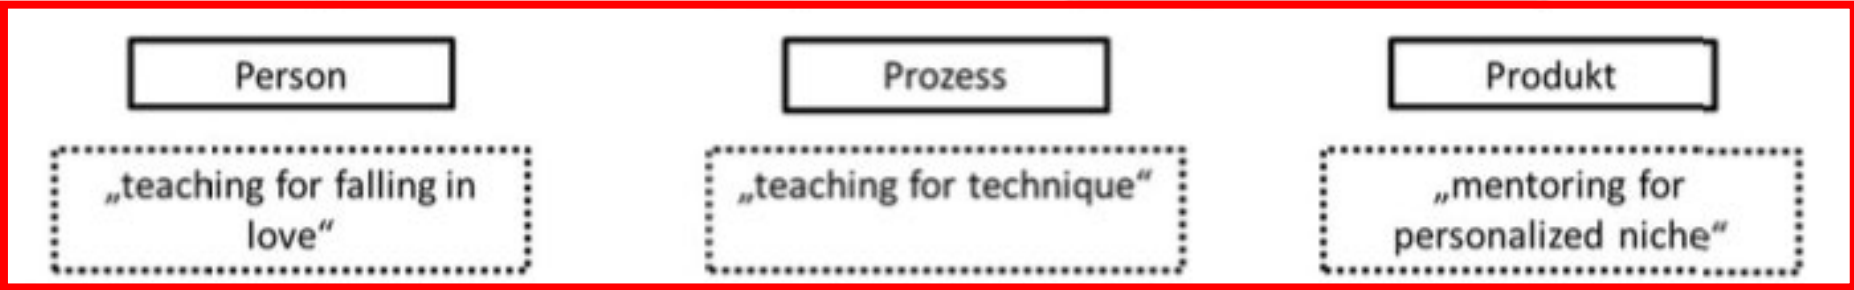 Person
Prozess
Produkt
„teaching for falling in
love“
„teaching for technique“
„mentoring for
personalized niche“